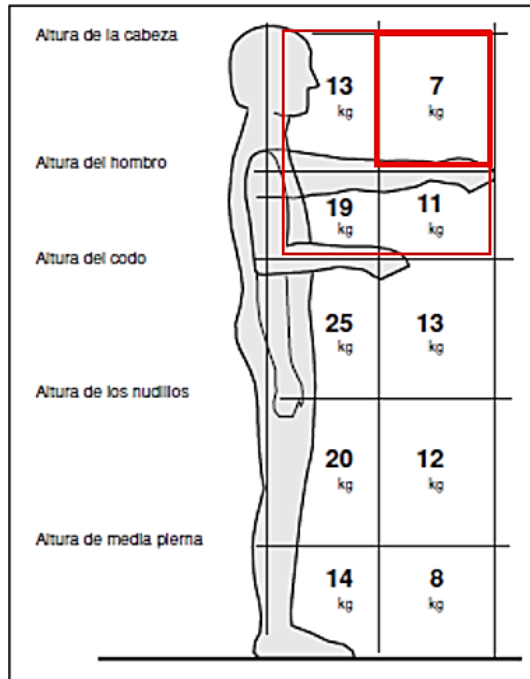 Altura de la cabeza
13 kg
7 kg
Altura del hombro
19 kg
11 kg
Altura del codo
25 kg
13 kg
Altura de los nudillos
20 kg
12 kg
Altura de media pierna
14 kg
8 kg